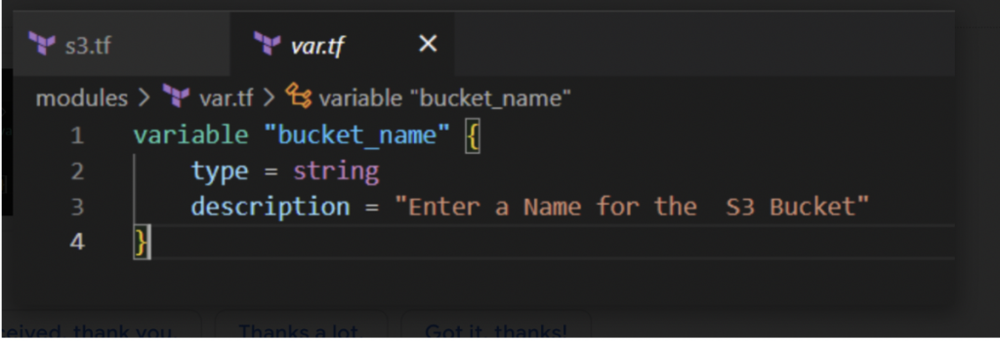 s3.tf var.tf ×
modules > var.tf > variable "bucket_name"
1 variable "bucket_name" {
2 type = string
3 description = "Enter a Name for the  S3 Bucket"
4 }
eived, thank you Thanks a lot Got it, thanks!